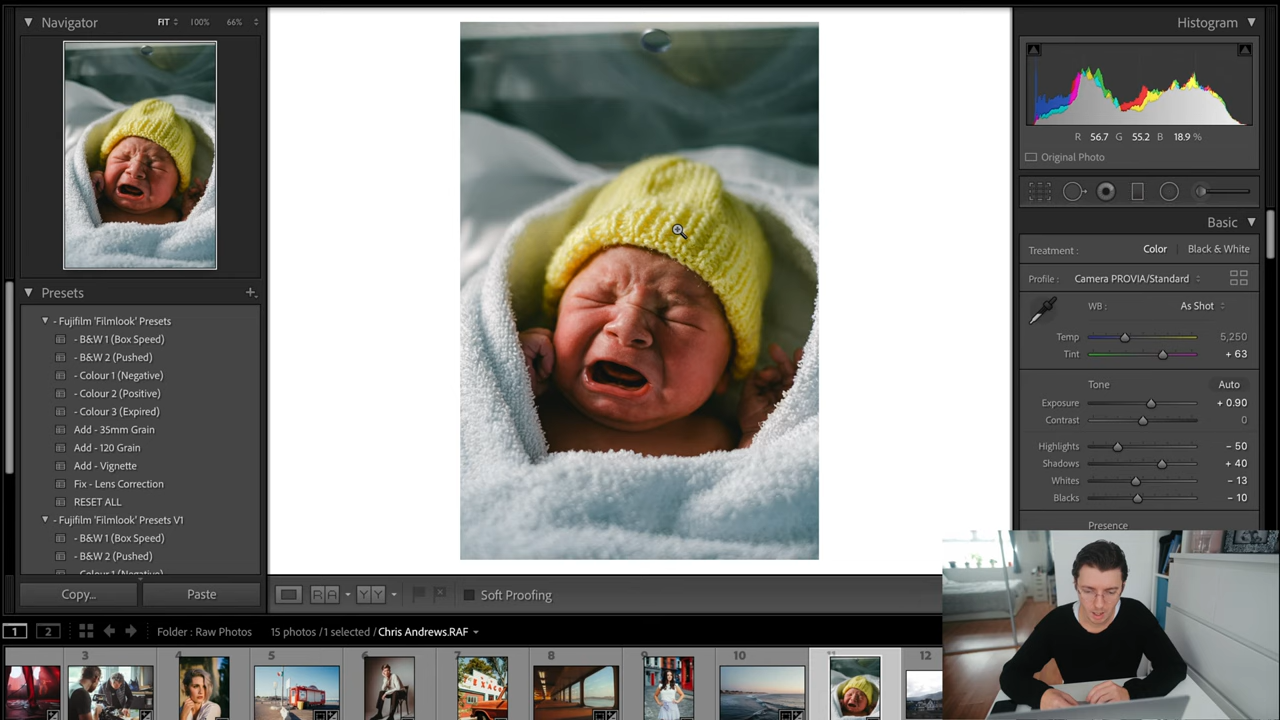 Navigator FIT 100% 66%
Presets +
- Fujifilm 'Filmlook' Presets
- B&W 1 (Box Speed)
- B&W 2 (Pushed)
- Colour 1 (Negative)
- Colour 2 (Positive)
- Colour 3 (Expired)
Add - 35mm Grain
Add - 120 Grain
Add - Vignette
Fix - Lens Correction
RESET ALL
- Fujifilm 'Filmlook' Presets V1
- B&W 1 (Box Speed)
- B&W 2 (Pushed)
- Colour 1 (Negative)
Copy... Paste
R A Y Y Soft Proofing
Histogram
R 56.7 G 55.2 B 18.9 %
Original Photo
Basic
Treatment : Color Black & White
Profile : Camera PROVIA/Standard
WB : As Shot
Temp 5,250
Tint + 63
Tone Auto
Exposure + 0.90
Contrast 0
Highlights - 50
Shadows + 40
Whites - 13
Blacks - 10
Presence
1 2 Folder : Raw Photos 15 photos / 1 selected / Chris Andrews.RAF
3 4 5 6 7 8 9 10 11 12